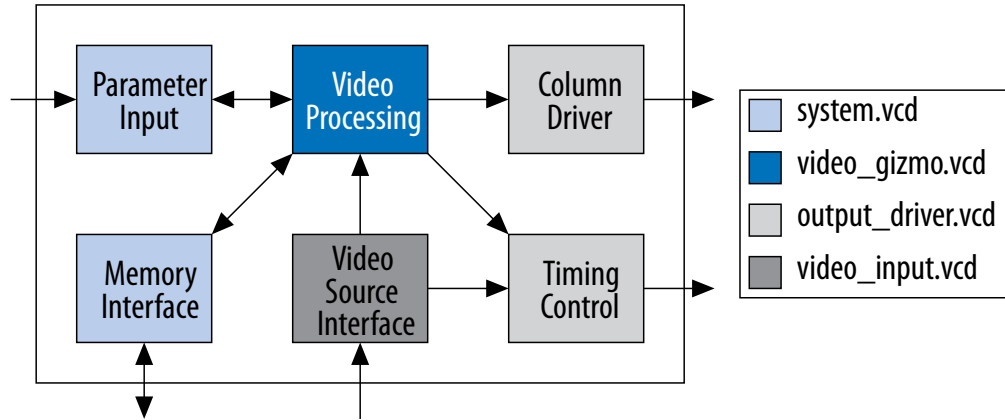 Parameter
Input
Video
Processing
Column
Driver
Memory
Interface
Video
Source
Interface
Timing
Control
system.vcd
video_gizmo.vcd
output_driver.vcd
video_input.vcd